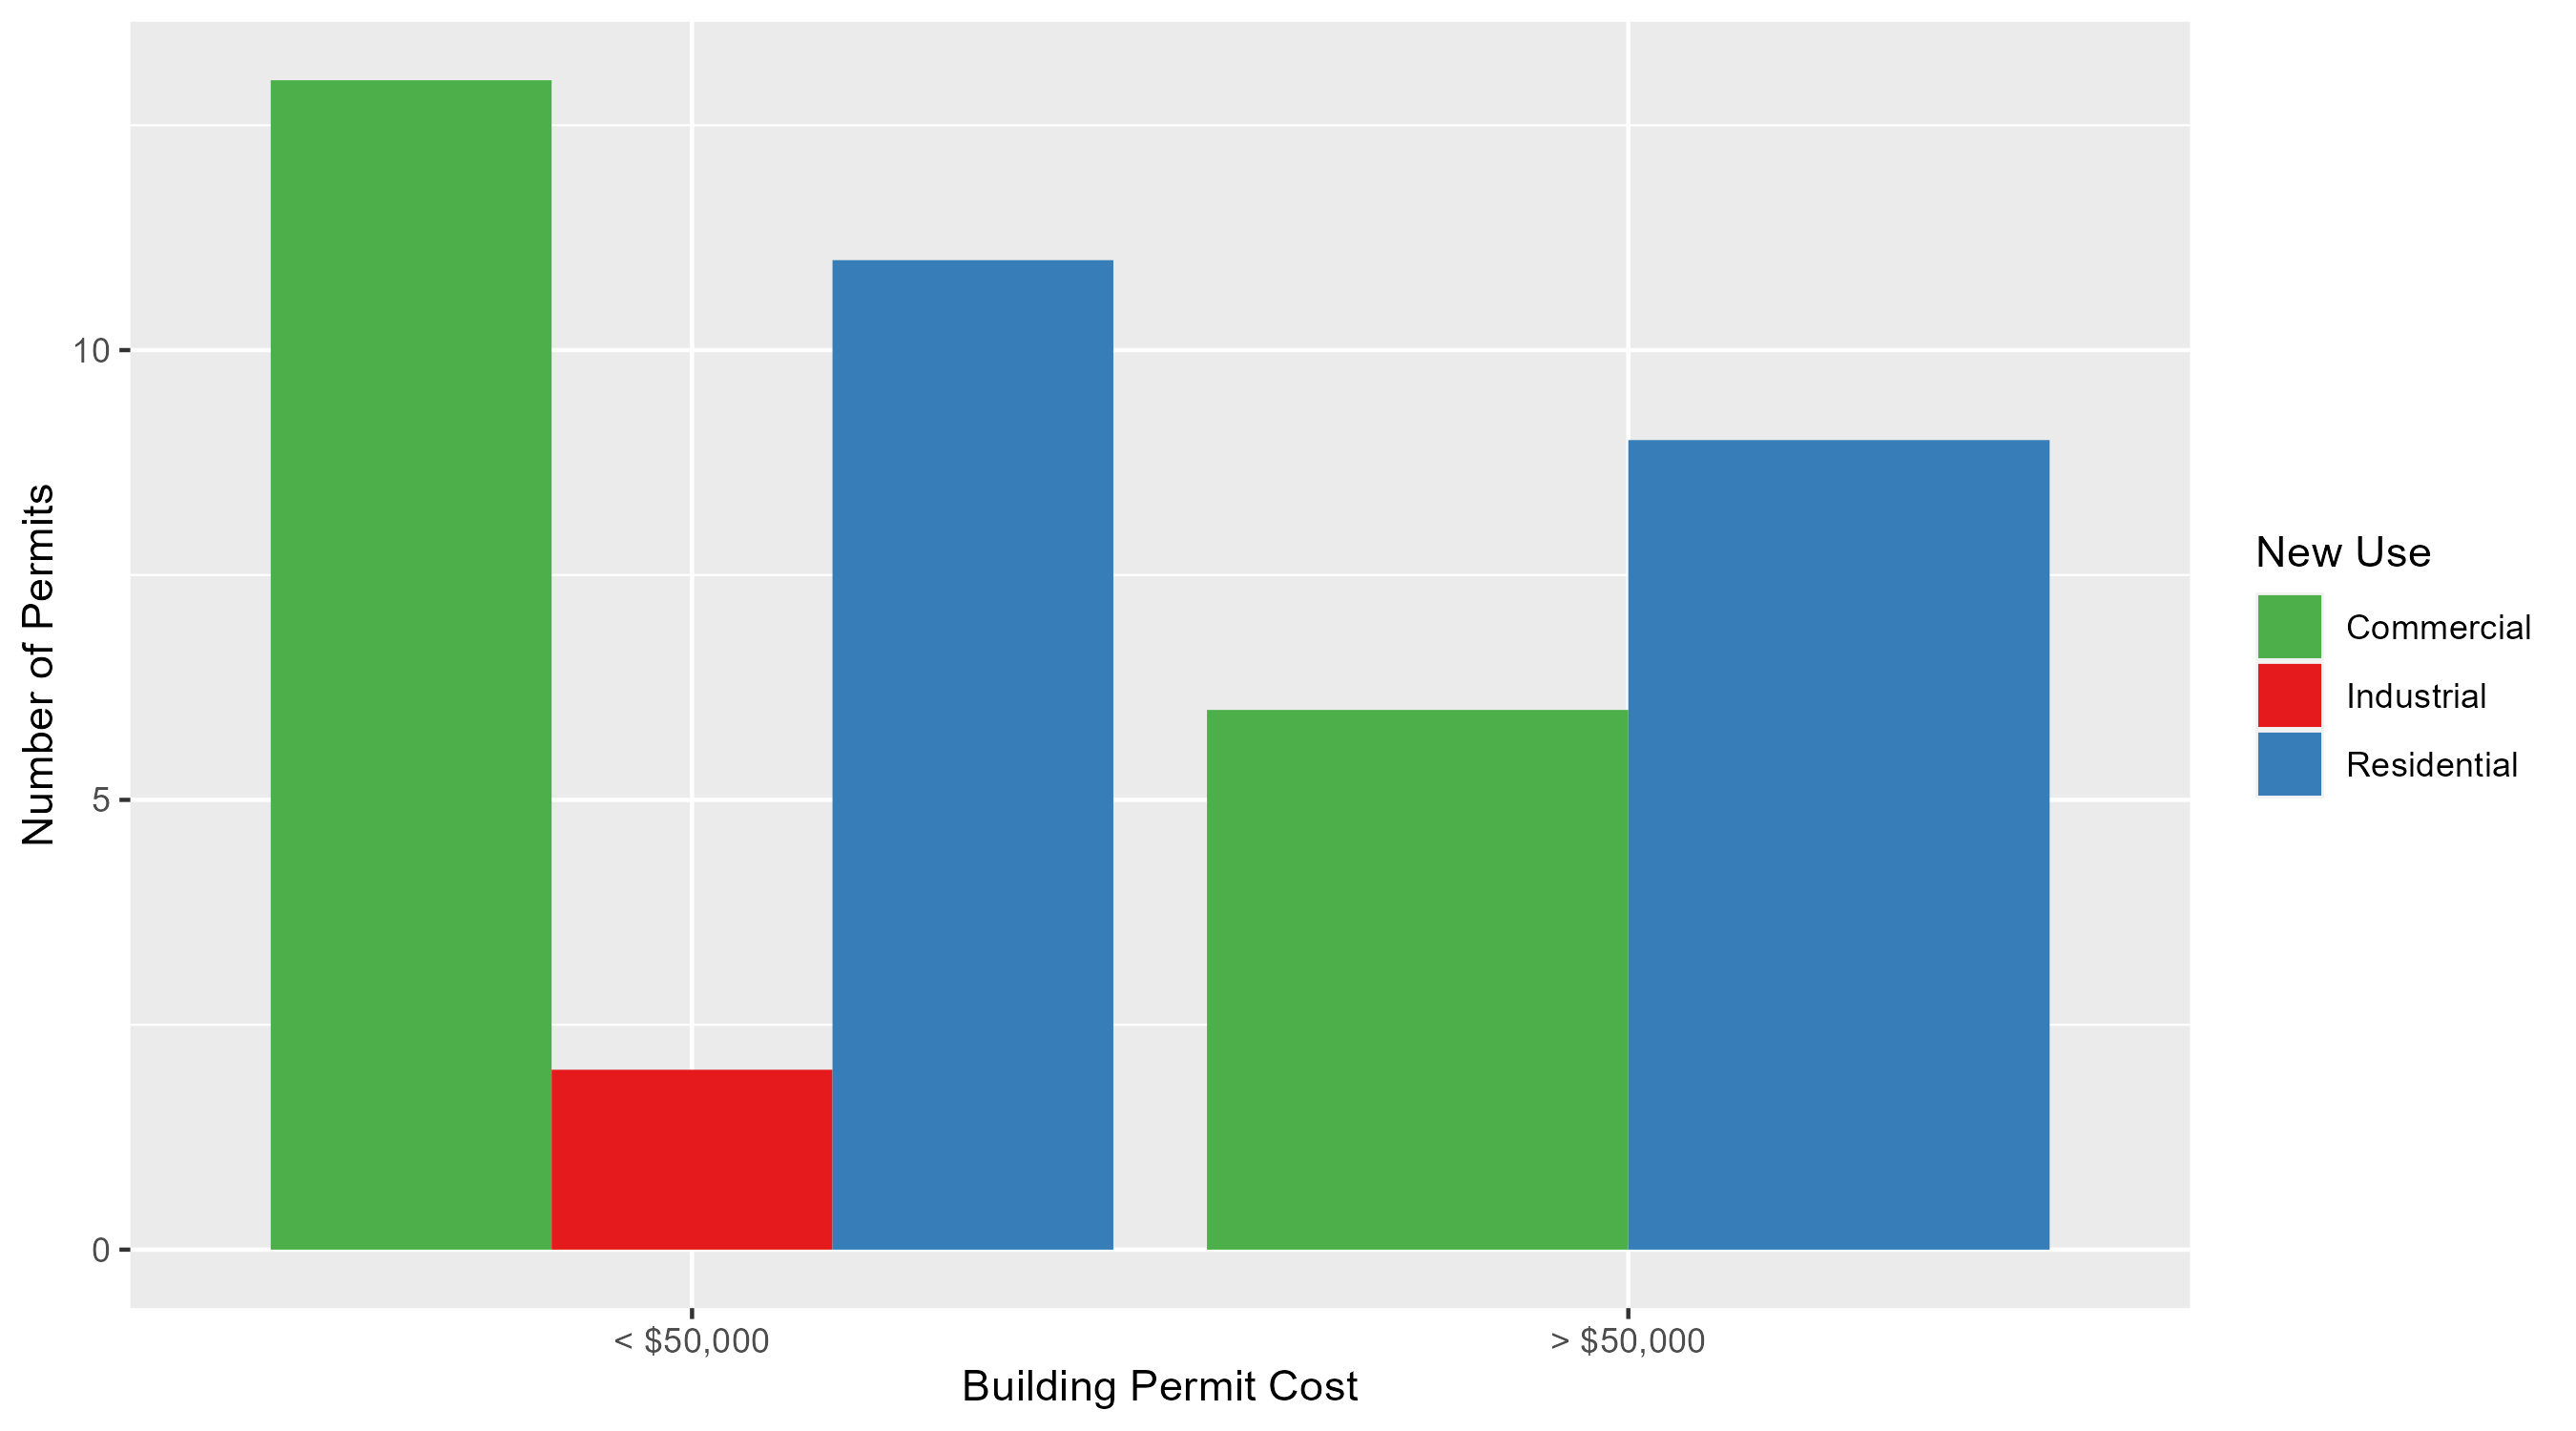 Number of Permits
10
5
0
< $50,000
> $50,000
Building Permit Cost
New Use
Commercial
Industrial
Residential